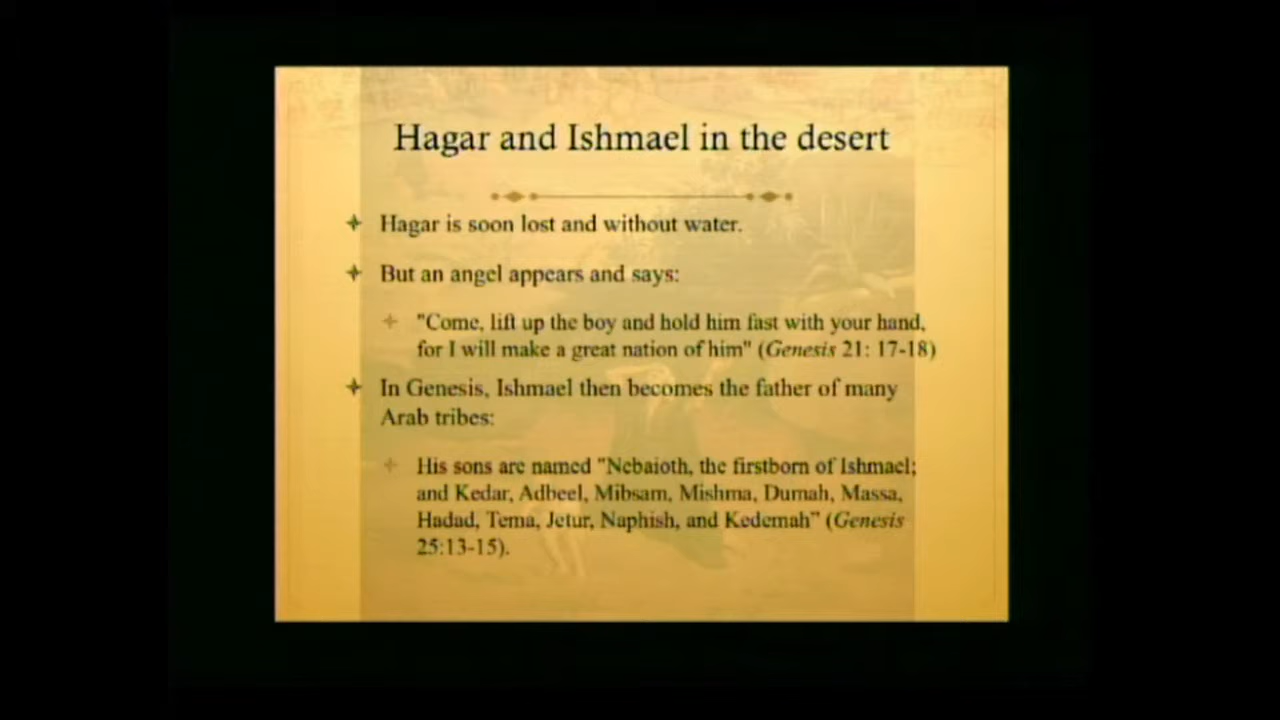 Hagar and Ishmael in the desert
Hagar is soon lost and without water.
But an angel appears and says:
"Come, lift up the boy and hold him fast with your hand,
for I will make a great nation of him" (Genesis 21: 17-18)
In Genesis, Ishmael then becomes the father of many
Arab tribes:
His sons are named "Nebaioth, the firstborn of Ishmael;
and Kedar, Adbeel, Mibsam, Mishma, Dumah, Massa,
Hadad, Tema, Jetur, Naphish, and Kedemah” (Genesis
25:13-15).